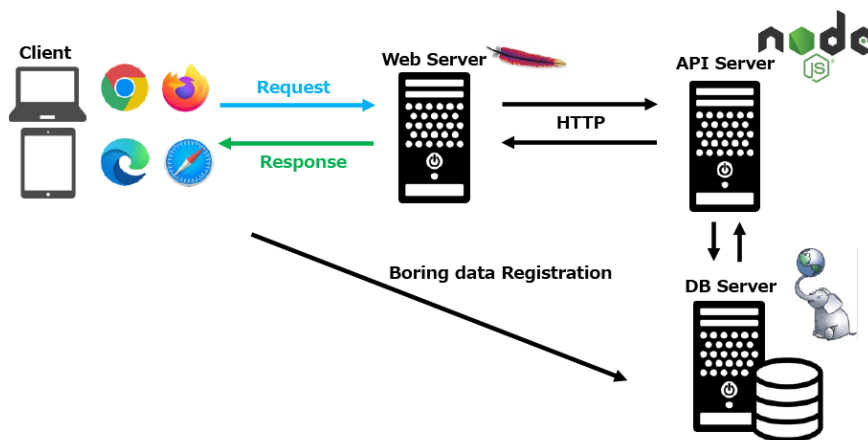 Client
Web Server
API Server
node
JS
Request
HTTP
Response
Boring data Registration
DB Server